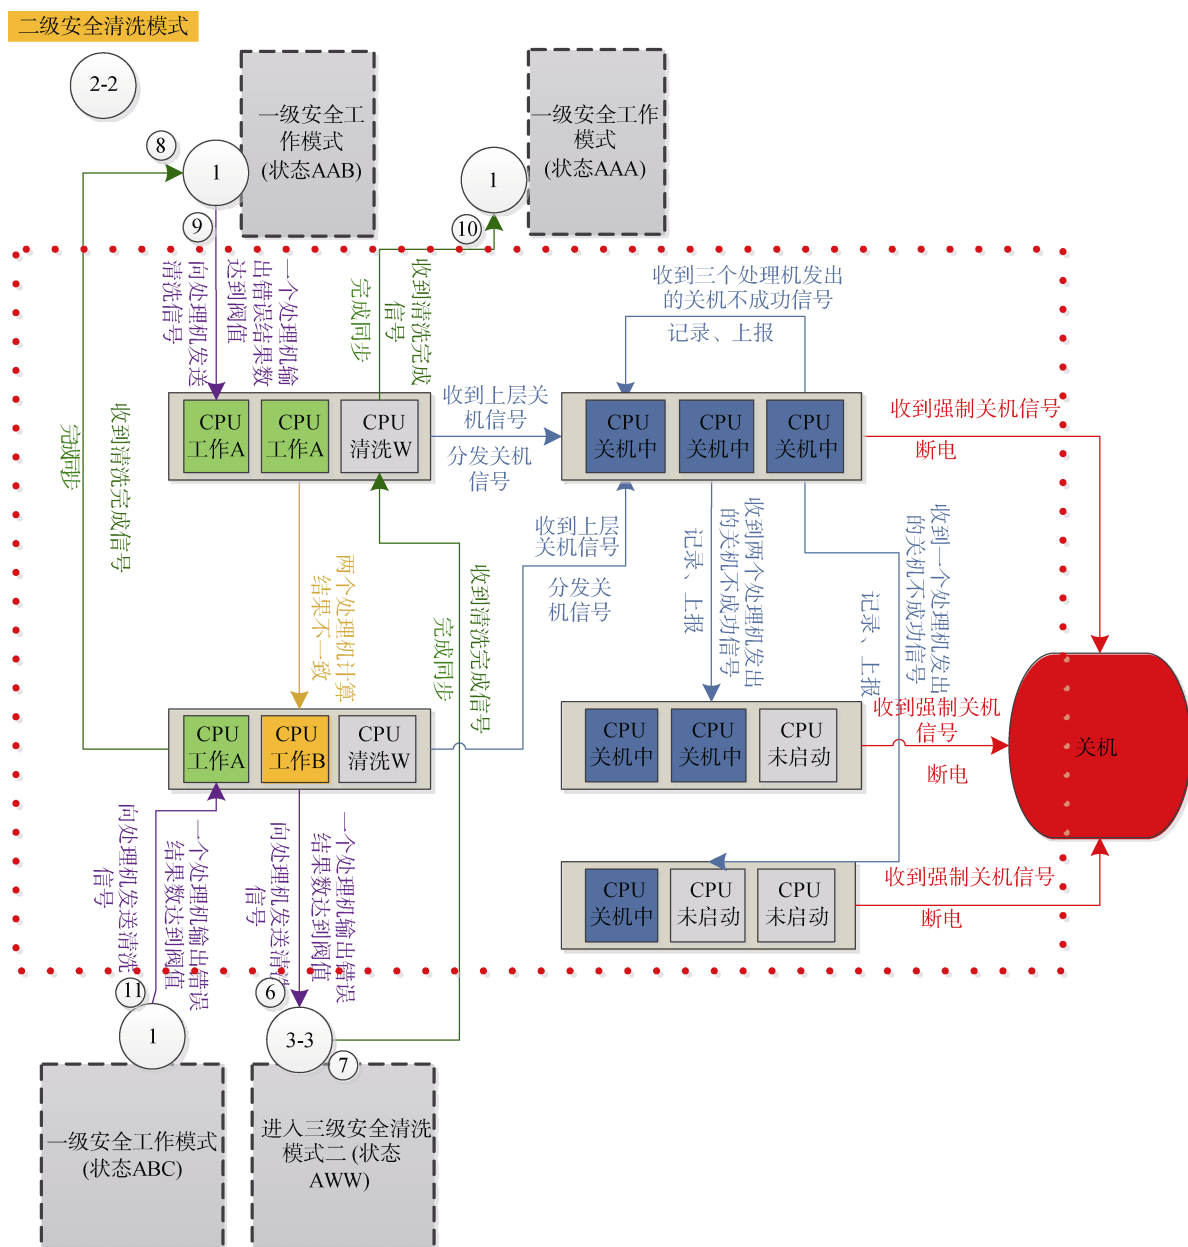 二级安全清洗模式
2-2
一级安全工
作模式
(状态AAB)
一级安全工作
模式
(状态AAA)
8
1
1
9
10
一个处理机输
出错误结果数
达到阀值
向处理机发送
清洗信号
收到清洗完成
信号
完成同步
收到三个处理机发出
的关机不成功信号
记录、上报
CPU
工作A
CPU
工作A
CPU
清洗W
收到上层关
机信号
分发关机
信号
CPU
关机中
CPU
关机中
CPU
关机中
收到强制关机信号
断电
收到清洗完成信号
完成同步
两个处理机计算
结果不一致
收到清洗完成信号
完成同步
收到上层
关机信号
分发关
机信号
收到两个处理机发出
的关机不成功信号
记录、上报
收到一个处理机发出
的关机不成功信号
记录、上报
CPU
工作A
CPU
工作B
CPU
清洗W
CPU
关机中
CPU
关机中
CPU
未启动
收到强制关机
信号
断电
关机
一个处理机输出错误
结果数达到阀值
向处理机发送清洗
信号
一个处理机输出错误
结果数达到阀值
向处理机发送清洗
信号
CPU
关机中
CPU
未启动
CPU
未启动
收到强制关机信号
断电
11
1
6
3-3
7
一级安全工作模式
(状态ABC)
进入三级安全清洗
模式二 (状态
AWW)